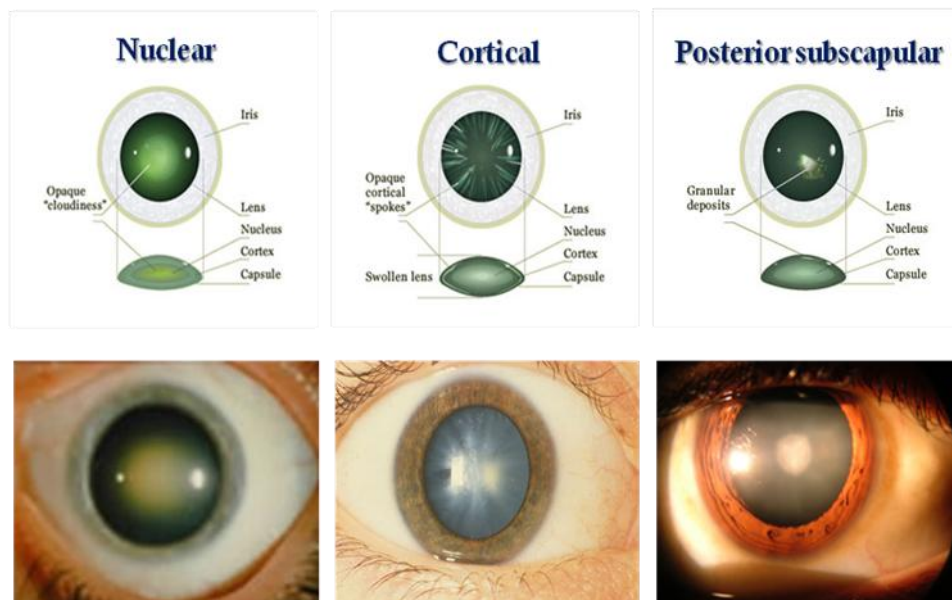 Nuclear
Iris
Opaque
"cloudiness"
Lens
Nucleus
Cortex
Capsule
Cortical
Iris
Opaque
cortical
"spokes"
Lens
Nucleus
Cortex
Swollen lens
Capsule
Posterior subscapular
Iris
Granular
deposits
Lens
Nucleus
Cortex
Capsule